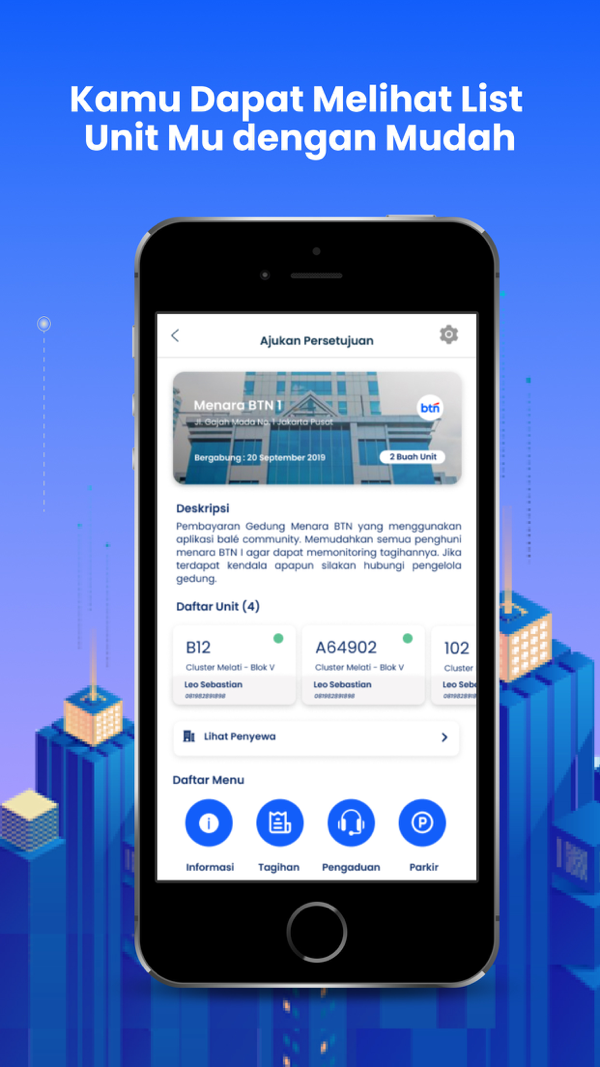 Kamu Dapat Melihat List
Unit Mu dengan Mudah
Ajukan Persetujuan
Menara BTN 1
Jl. Gajah Mada No. 1 Jakarta Pusat
btn
Bergabung : 20 September 2019
2 Buah Unit
Deskripsi
Pembayaran Gedung Menara BTN yang menggunakan
aplikasi balé community. Memudahkan semua penghuni
menara BTN I agar dapat memonitoring tagihannya. Jika
terdapat kendala apapun silakan hubungi pengelola
gedung.
Daftar Unit (4)
B12
A64902
102
Cluster Melati - Blok V
Cluster Melati - Blok V
Cluster
Leo Sebastian
Leo Sebastian
Leo Seba
081982891898
081982891898
Lihat Penyewa
Daftar Menu
P
Informasi
Tagihan
Pengaduan
Parkir